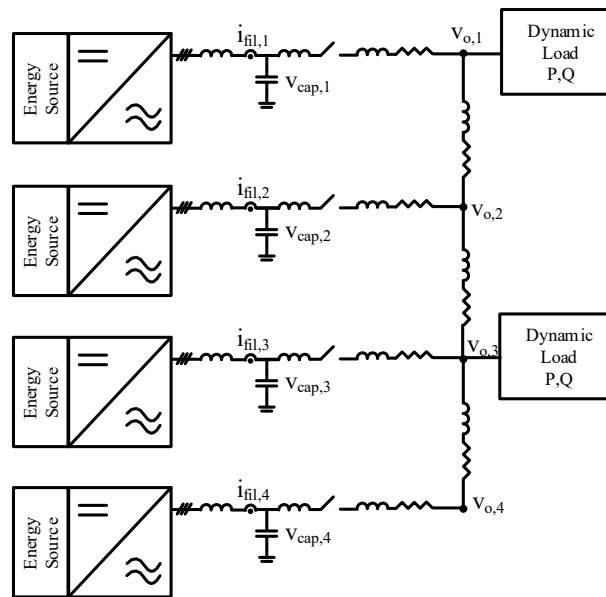 Energy
Source
i_fil,1
v_cap,1
v_o,1
Dynamic
Load
P,Q
Energy
Source
i_fil,2
v_cap,2
v_o,2
Energy
Source
i_fil,3
v_cap,3
v_o,3
Dynamic
Load
P,Q
Energy
Source
i_fil,4
v_cap,4
v_o,4